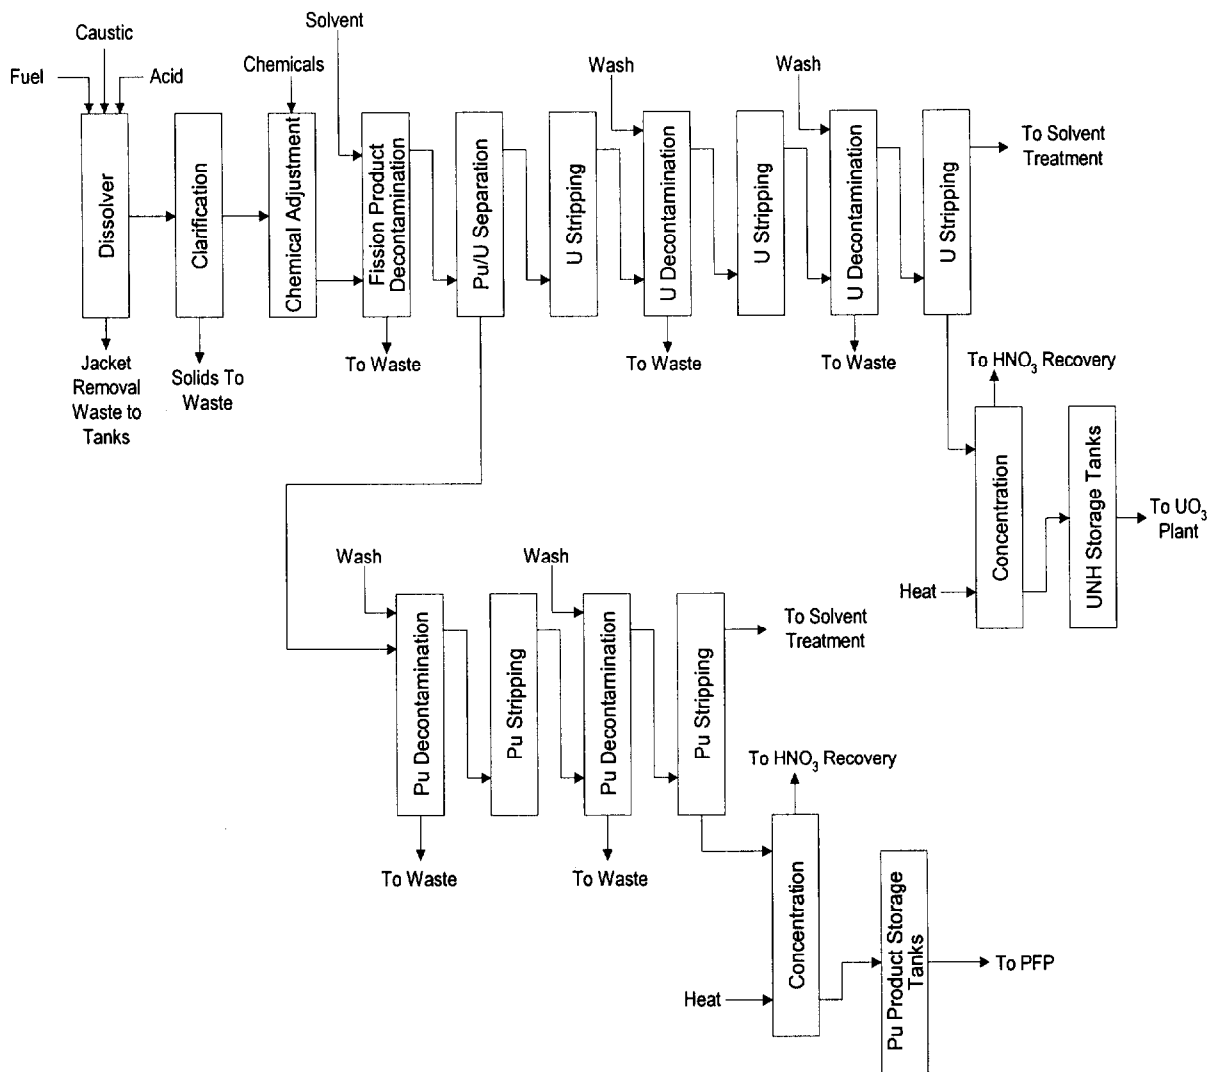 Solvent
Caustic
Fuel
Acid
Chemicals
Wash
Wash
Dissolver
Clarification
Chemical Adjustment
Fission Product
Decontamination
Pu/U Separation
U Stripping
U Decontamination
U Stripping
U Decontamination
U Stripping
To Solvent
Treatment
Jacket
Removal
Waste to
Tanks
Solids To
Waste
To Waste
To Waste
To Waste
To HNO₃ Recovery
Concentration
UNH Storage Tanks
To UO₃
Plant
Heat
Wash
Wash
Pu Decontamination
Pu Stripping
Pu Decontamination
Pu Stripping
To Solvent
Treatment
To Waste
To Waste
To HNO₃ Recovery
Concentration
Pu Product Storage
Tanks
Heat
To PFP